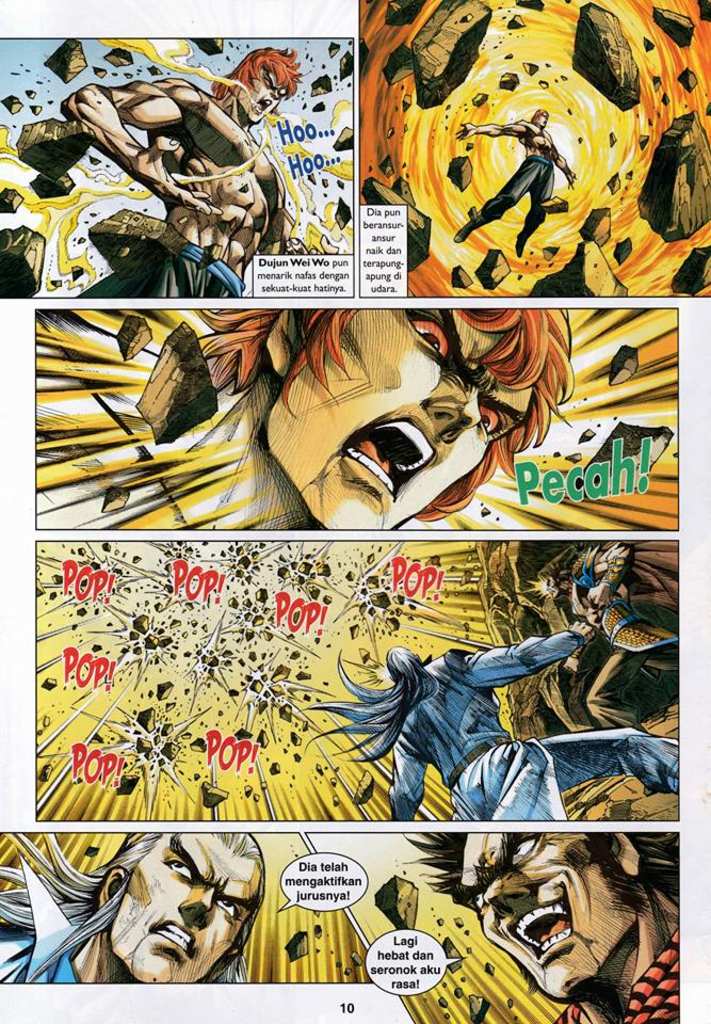 Hoo...
Hoo...
Dujun Wei Wo pun
menarik nafas dengan
sekuat-kuat hatinya.
Dia pun
beransur-
ansur
naik dan
terapung-
apung di
udara.
Pecah!
POP!
POP!
POP!
POP!
POP!
POP!
POP!
Dia telah
mengaktifkan
jurusnya!
Lagi
hebat dan
seronok aku
rasa!
10